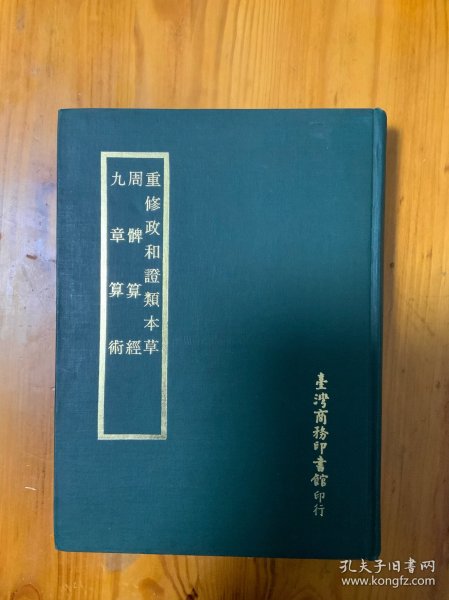 重修政和證類本草
周髀算經
九章算術
臺灣商務印書館印行
孔夫子旧书网
www.kongfz.com